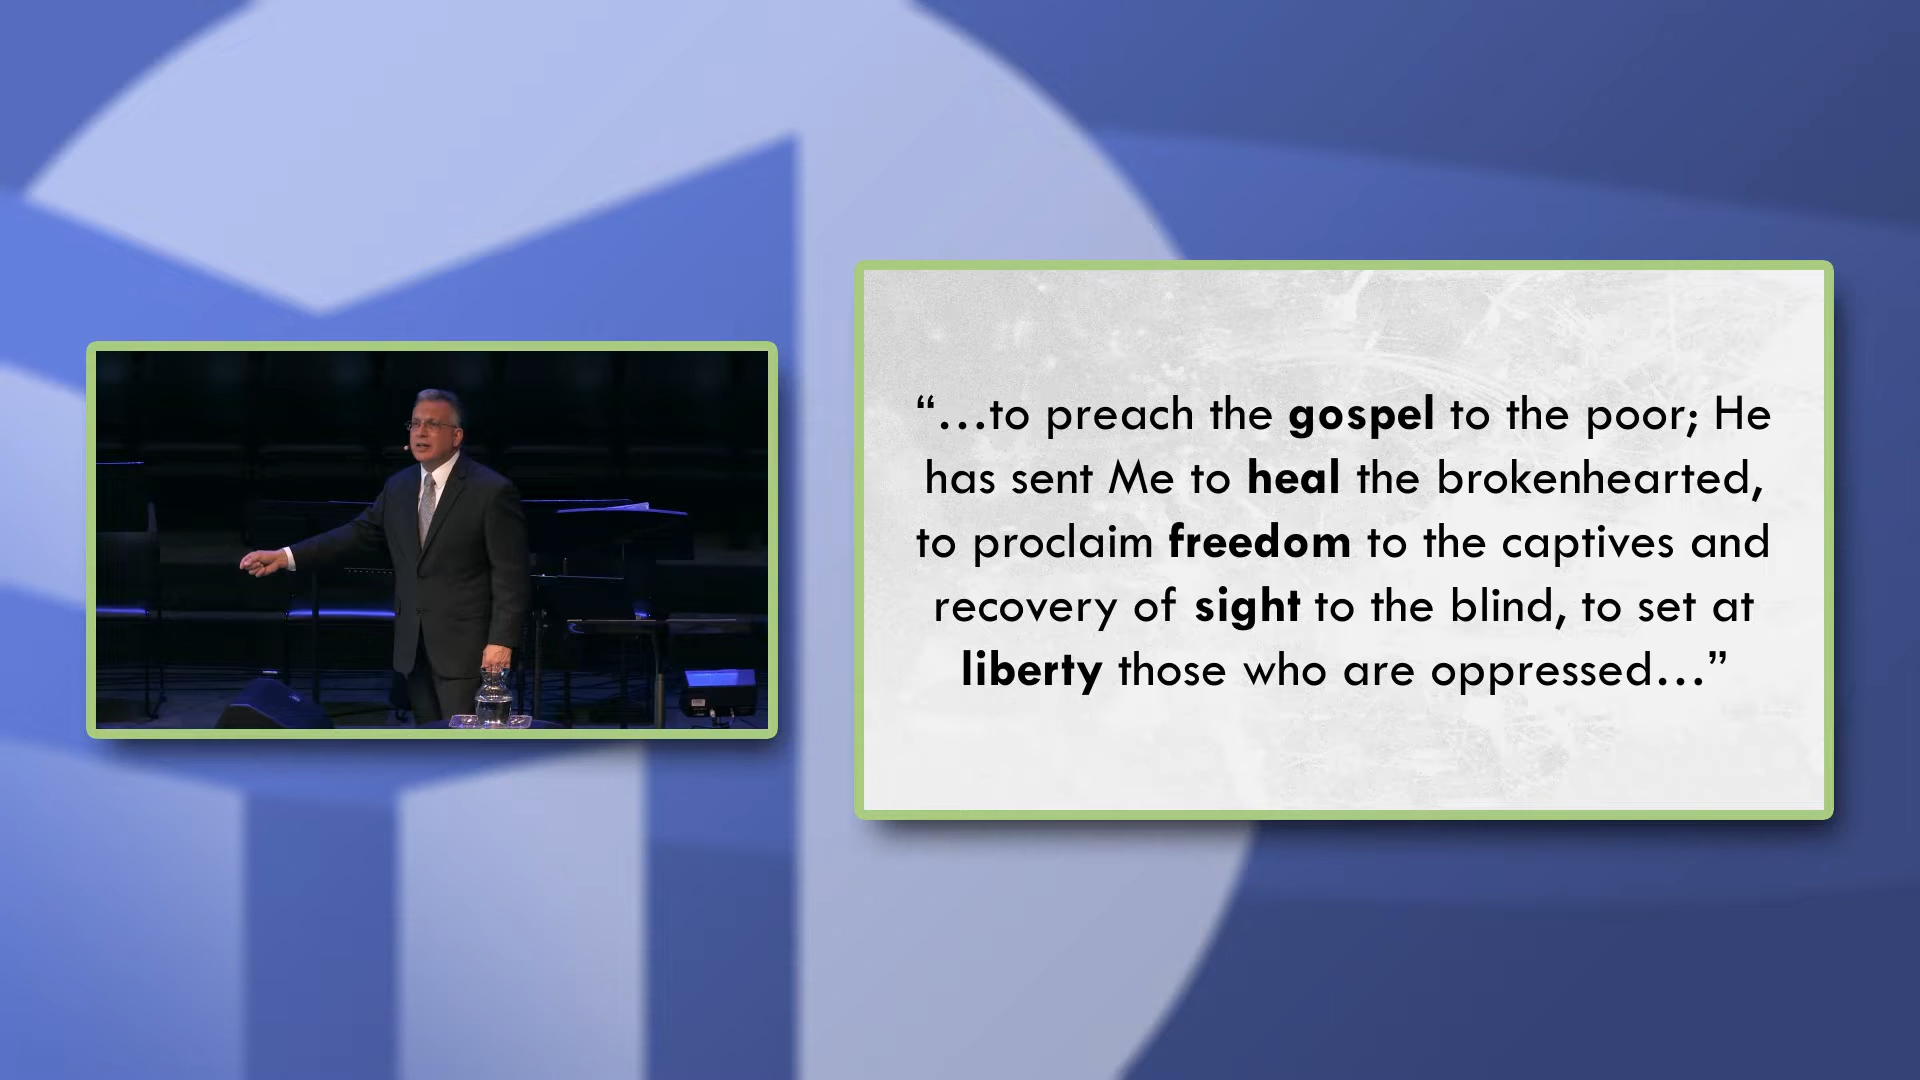 “…to preach the gospel to the poor; He
has sent Me to heal the brokenhearted,
to proclaim freedom to the captives and
recovery of sight to the blind, to set at
liberty those who are oppressed…”